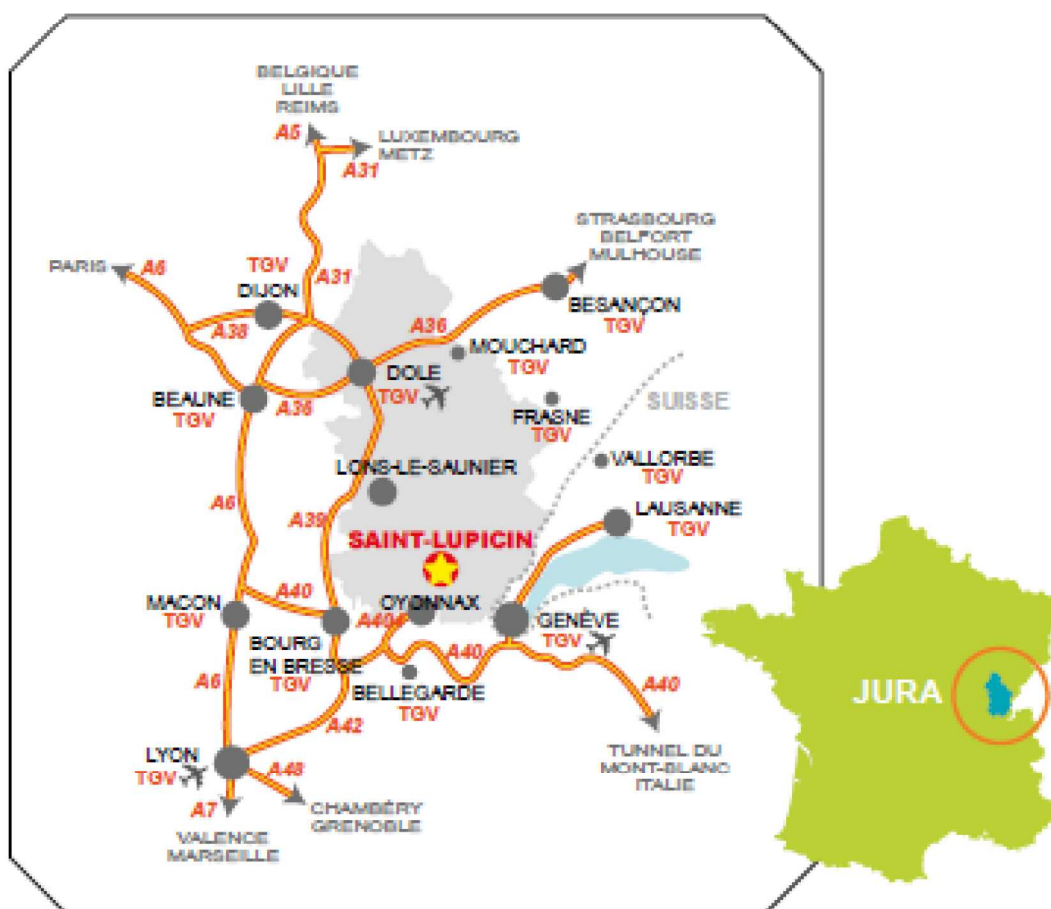 BELGIQUE
LILLE
REIMS
A5
LUXEMBOURG
METZ
A31
STRASBOURG
BELFORT
MULHOUSE
PARIS
A6
TGV
DIJON
A31
A38
A36
BESANÇON
TGV
MOUCHARD
TGV
DOLE
TGV
BEAUNE
TGV
A36
FRASNE
TGV
SUISSE
VALLORBE
TGV
LONS-LE-SAUNIER
A6
A39
LAUSANNE
TGV
SAINT-LUPICIN
A40
OYONNAX
MACON
TGV
A404
GENÈVE
TGV
BOURG
EN BRESSE
TGV
A40
A6
BELLEGARDE
TGV
A40
A42
JURA
LYON
TGV
A48
TUNNEL DU
MONT-BLANC
ITALIE
A7
CHAMBÉRY
GRENOBLE
VALENCE
MARSEILLE